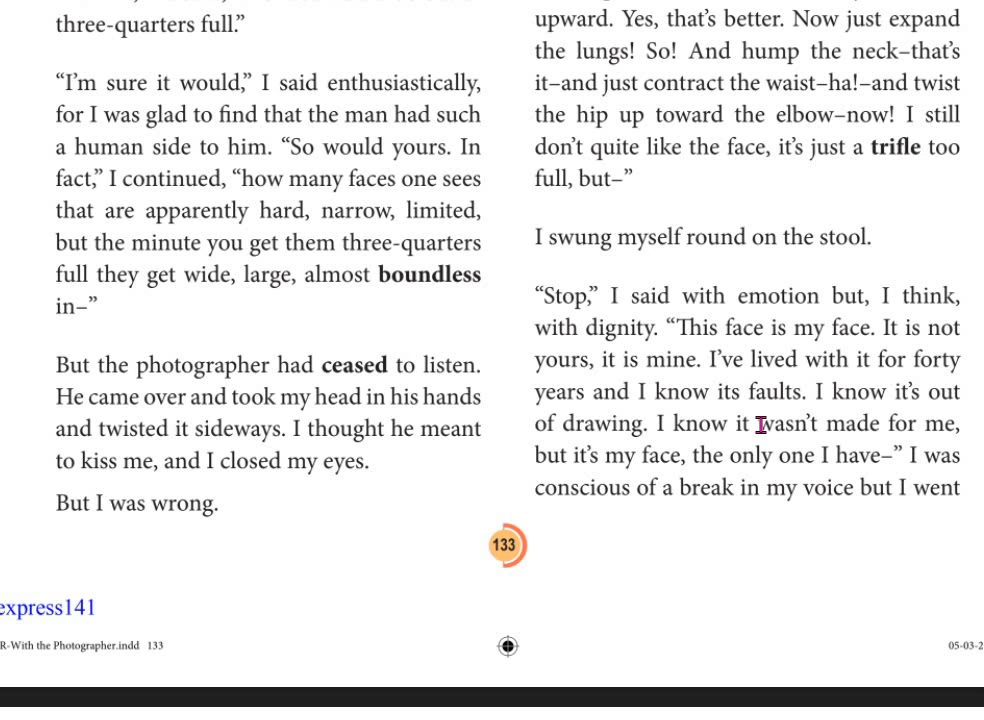 three-quarters full.”
“I’m sure it would,” I said enthusiastically,
for I was glad to find that the man had such
a human side to him. “So would yours. In
fact,” I continued, “how many faces one sees
that are apparently hard, narrow, limited,
but the minute you get them three-quarters
full they get wide, large, almost boundless
in–”
But the photographer had ceased to listen.
He came over and took my head in his hands
and twisted it sideways. I thought he meant
to kiss me, and I closed my eyes.
But I was wrong.
upward. Yes, that’s better. Now just expand
the lungs! So! And hump the neck–that’s
it–and just contract the waist–ha!–and twist
the hip up toward the elbow–now! I still
don’t quite like the face, it’s just a trifle too
full, but–”
I swung myself round on the stool.
“Stop,” I said with emotion but, I think,
with dignity. “This face is my face. It is not
yours, it is mine. I’ve lived with it for forty
years and I know its faults. I know it’s out
of drawing. I know it wasn’t made for me,
but it’s my face, the only one I have–” I was
conscious of a break in my voice but I went
133
express141
R-With the Photographer.indd 133
05-03-2